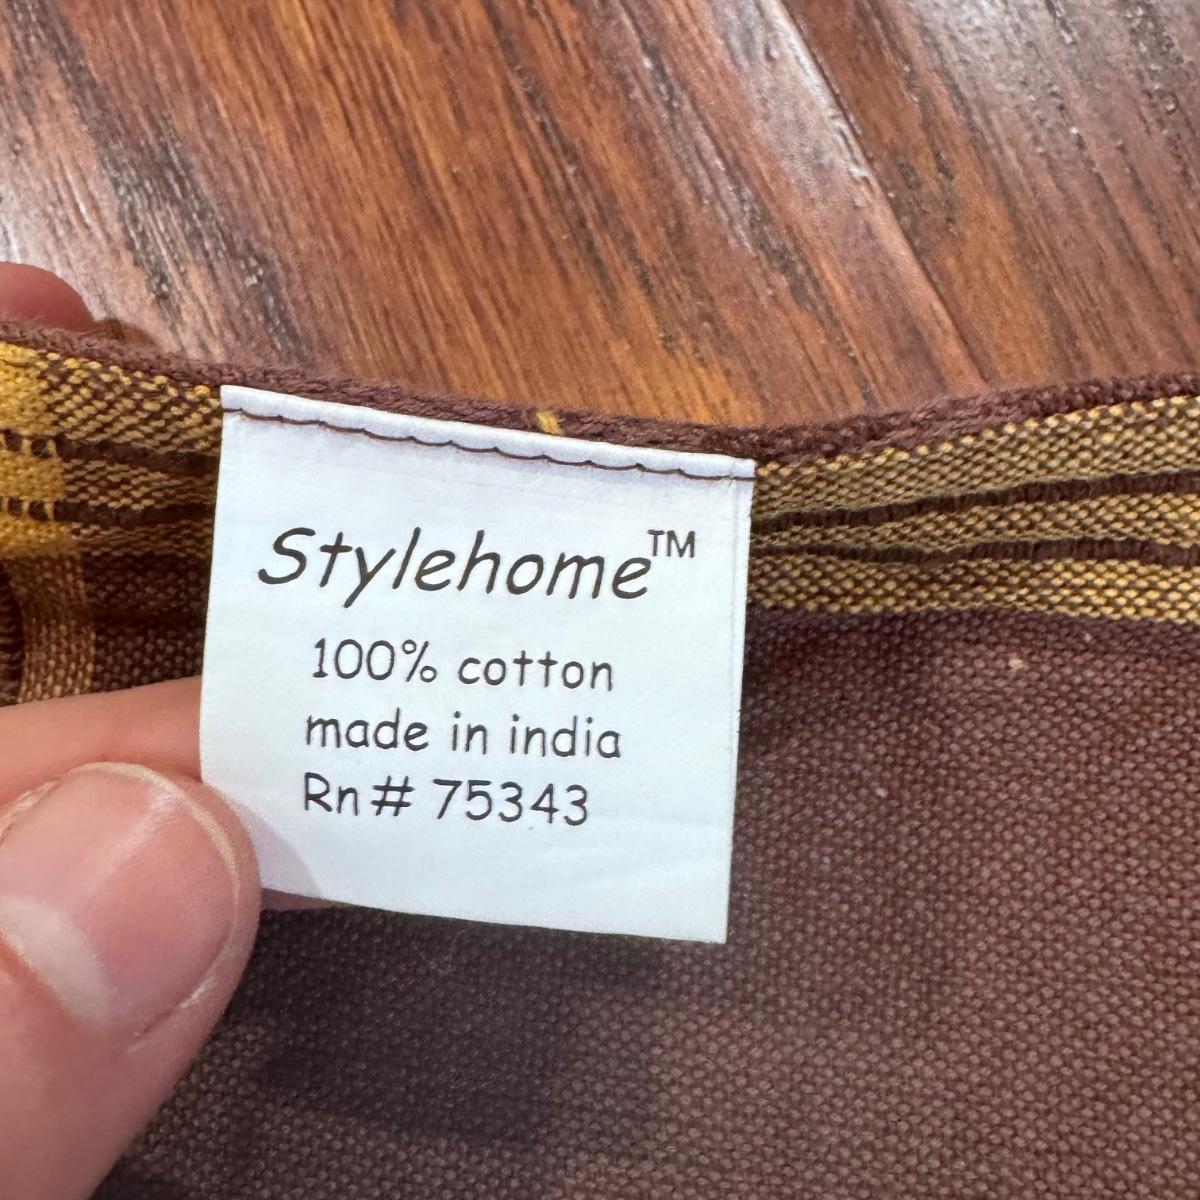 Stylehome™
100% cotton
made in india
Rn# 75343